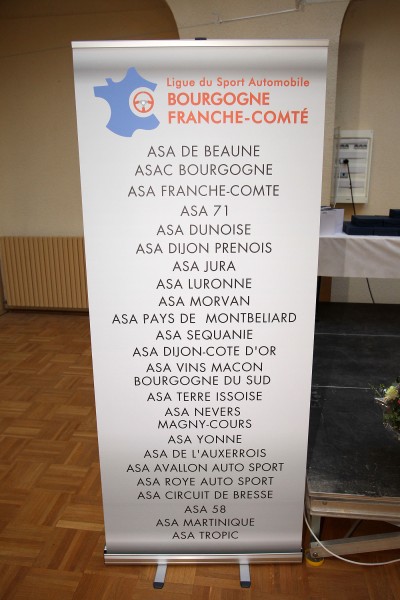 Ligue du Sport Automobile
BOURGOGNE
FRANCHE-COMTÉ
ASA DE BEAUNE
ASAC BOURGOGNE
ASA FRANCHE-COMTE
ASA 71
ASA DUNOISE
ASA DIJON PRENOIS
ASA JURA
ASA LURONNE
ASA MORVAN
ASA PAYS DE MONTBELIARD
ASA SEQUANIE
ASA DIJON-COTE D'OR
ASA VINS MACON
BOURGOGNE DU SUD
ASA TERRE ISSOISE
ASA NEVERS
MAGNY-COURS
ASA YONNE
ASA DE L'AUXERROIS
ASA AVALLON AUTO SPORT
ASA ROYE AUTO SPORT
ASA CIRCUIT DE BRESSE
ASA 58
ASA MARTINIQUE
ASA TROPIC